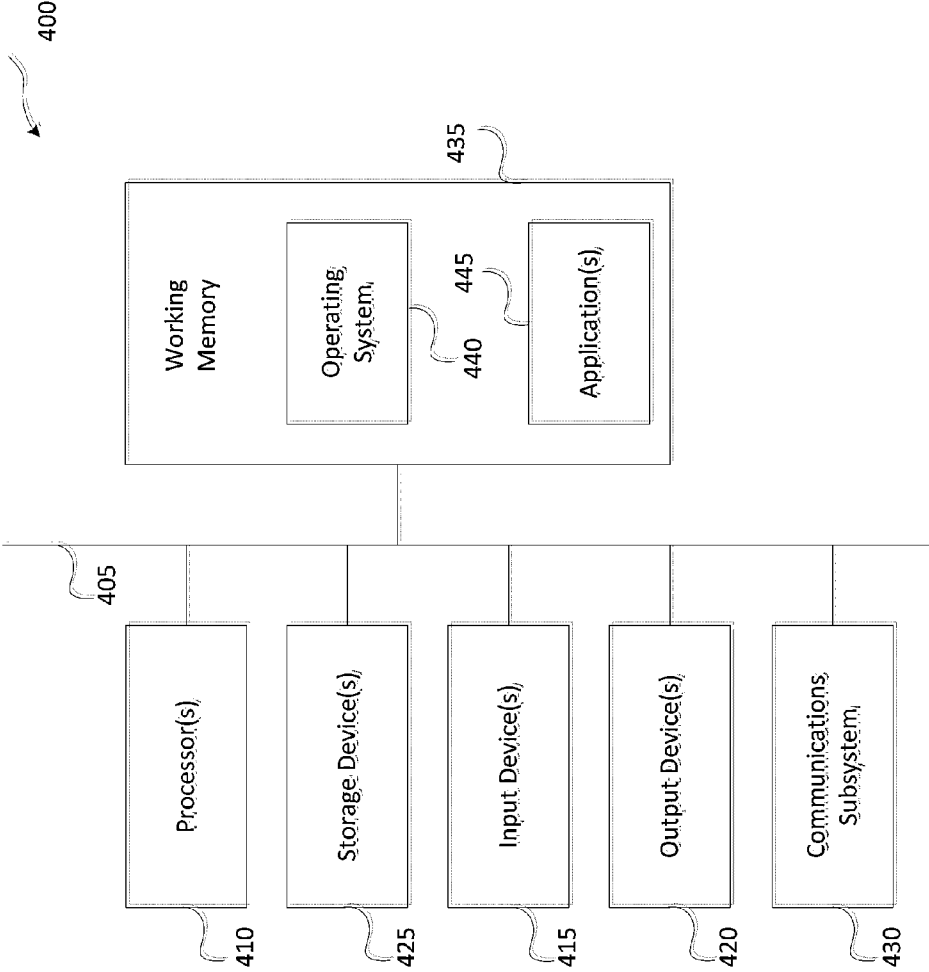 400
405
Processor(s)
410
Storage Device(s)
425
Input Device(s)
415
Output Device(s)
420
Communications
Subsystem
430
Working
Memory
435
Operating
System
440
Application(s)
445